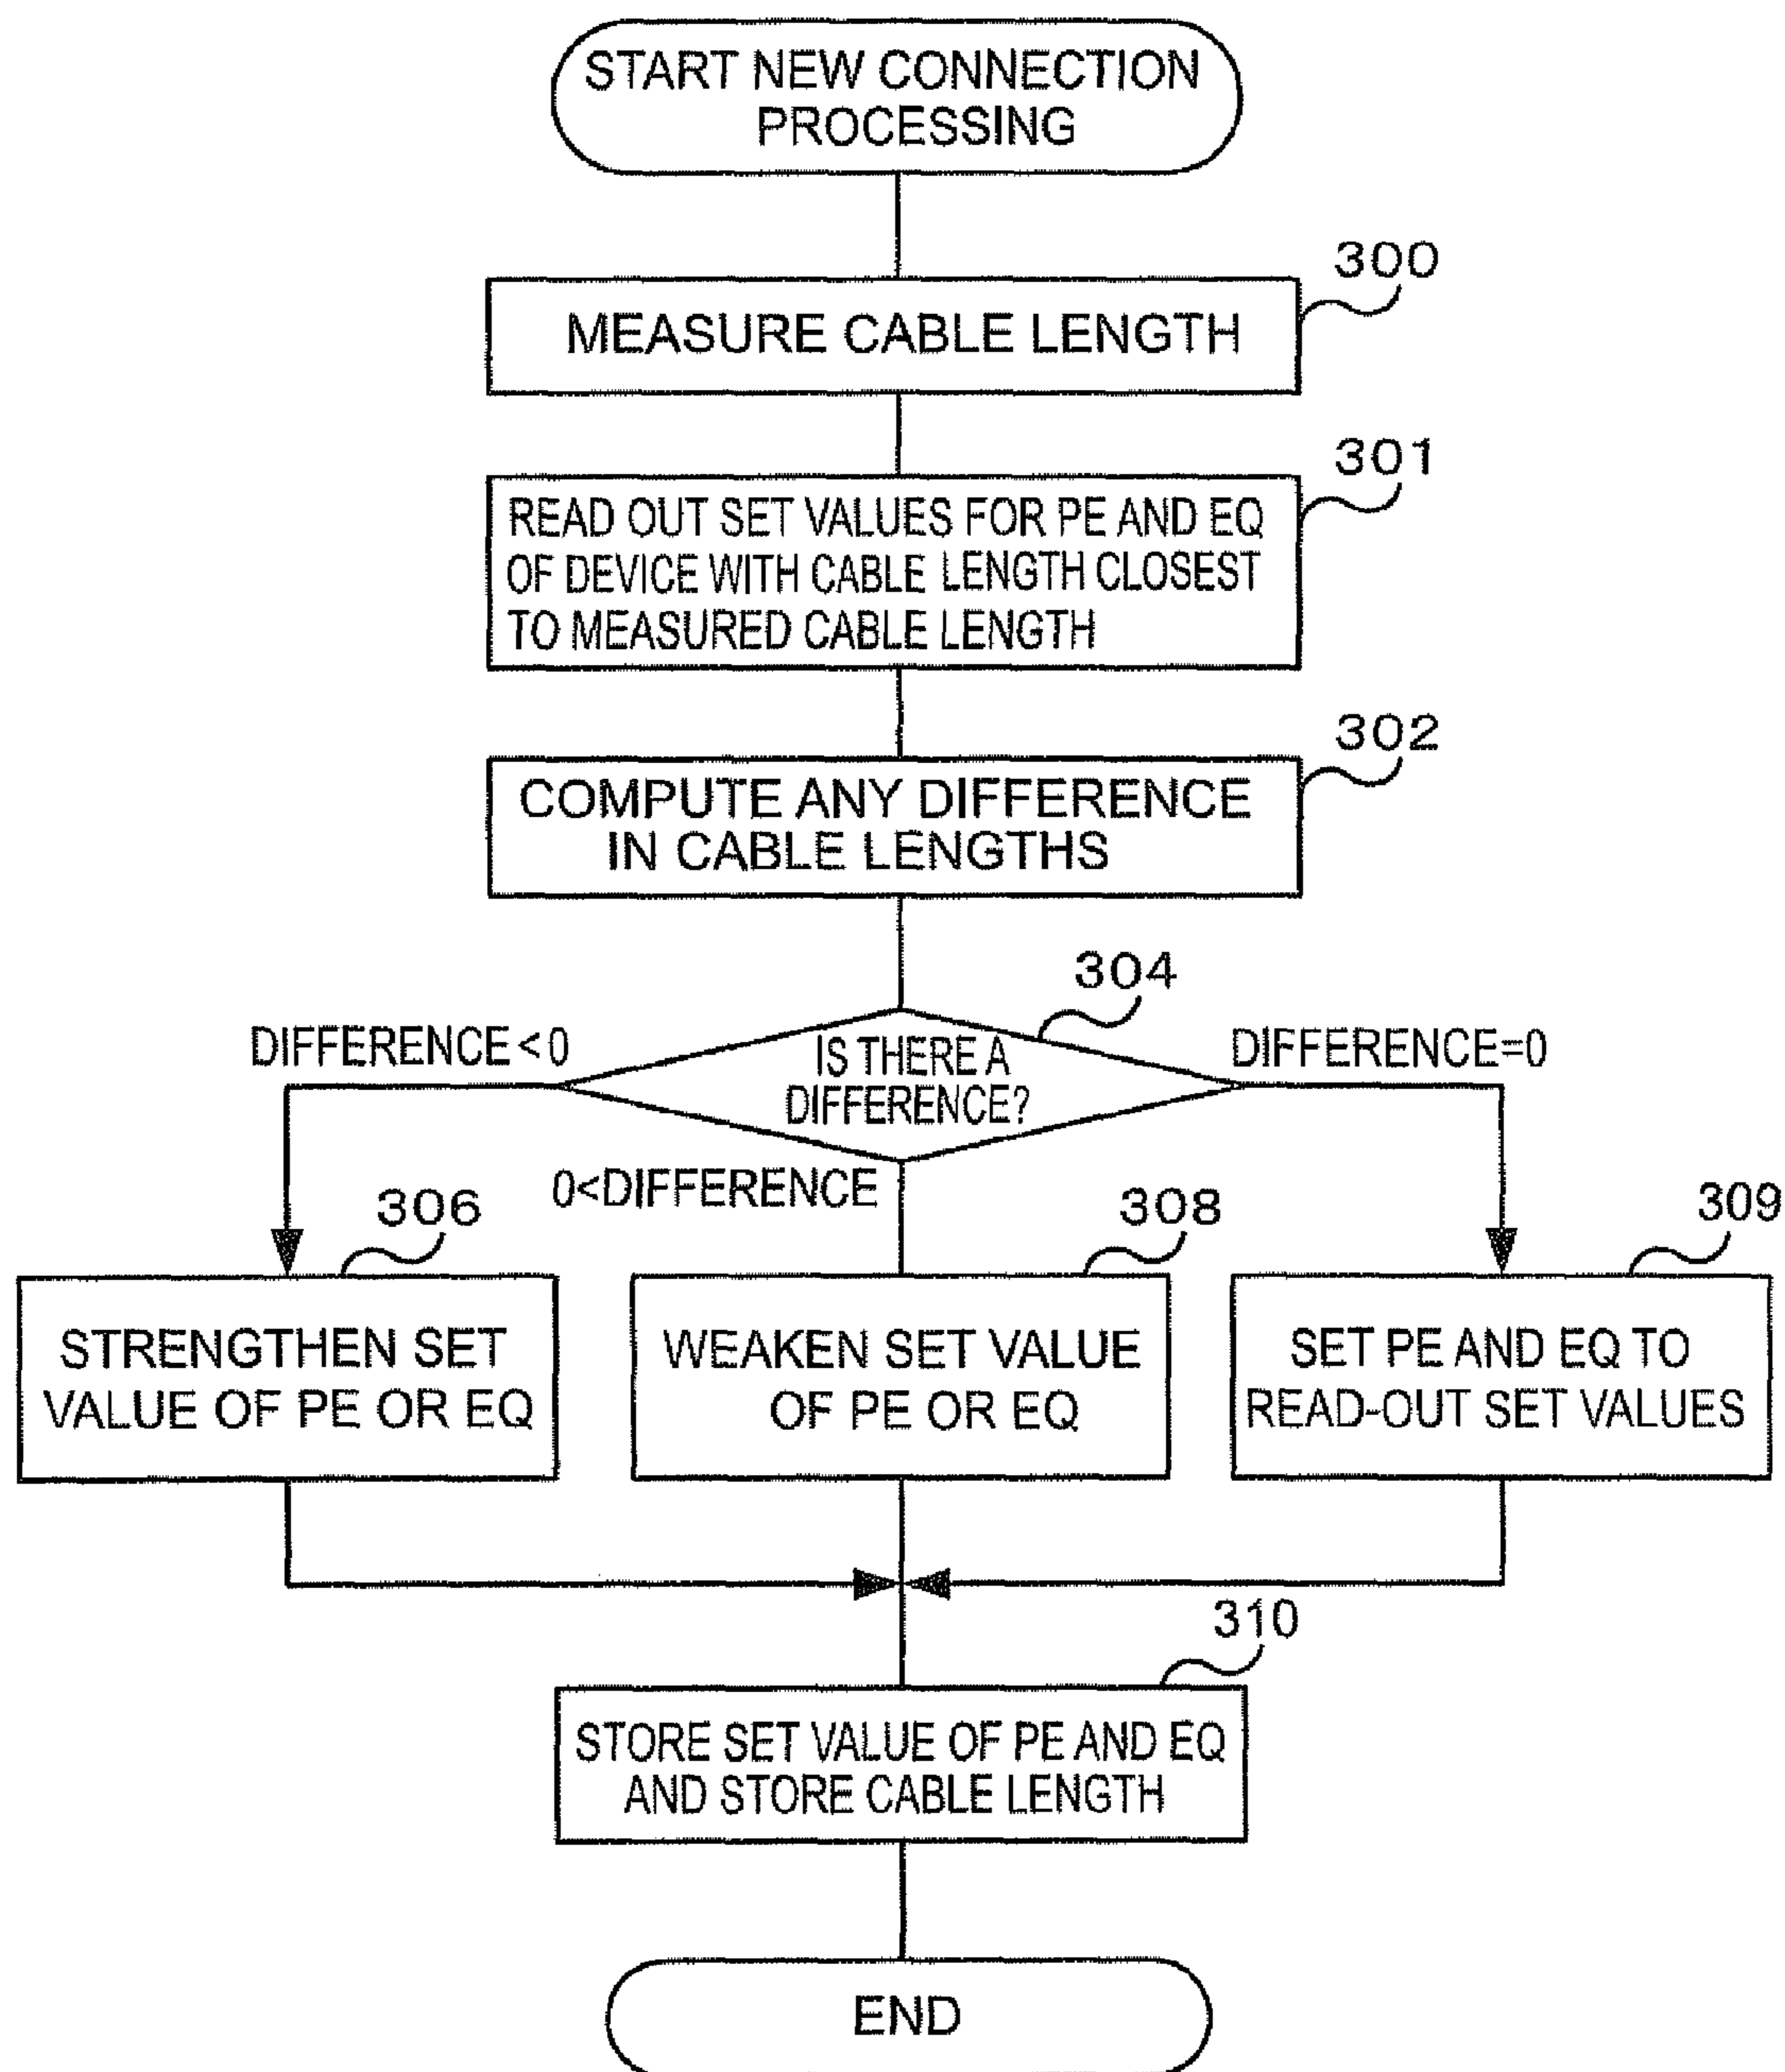 START NEW CONNECTION
PROCESSING
300
MEASURE CABLE LENGTH
301
READ OUT SET VALUES FOR PE AND EQ
OF DEVICE WITH CABLE LENGTH CLOSEST
TO MEASURED CABLE LENGTH
302
COMPUTE ANY DIFFERENCE
IN CABLE LENGTHS
304
DIFFERENCE<0
IS THERE A
DIFFERENCE?
DIFFERENCE=0
0<DIFFERENCE
306
308
309
STRENGTHEN SET
VALUE OF PE OR EQ
WEAKEN SET VALUE
OF PE OR EQ
SET PE AND EQ TO
READ-OUT SET VALUES
310
STORE SET VALUE OF PE AND EQ
AND STORE CABLE LENGTH
END